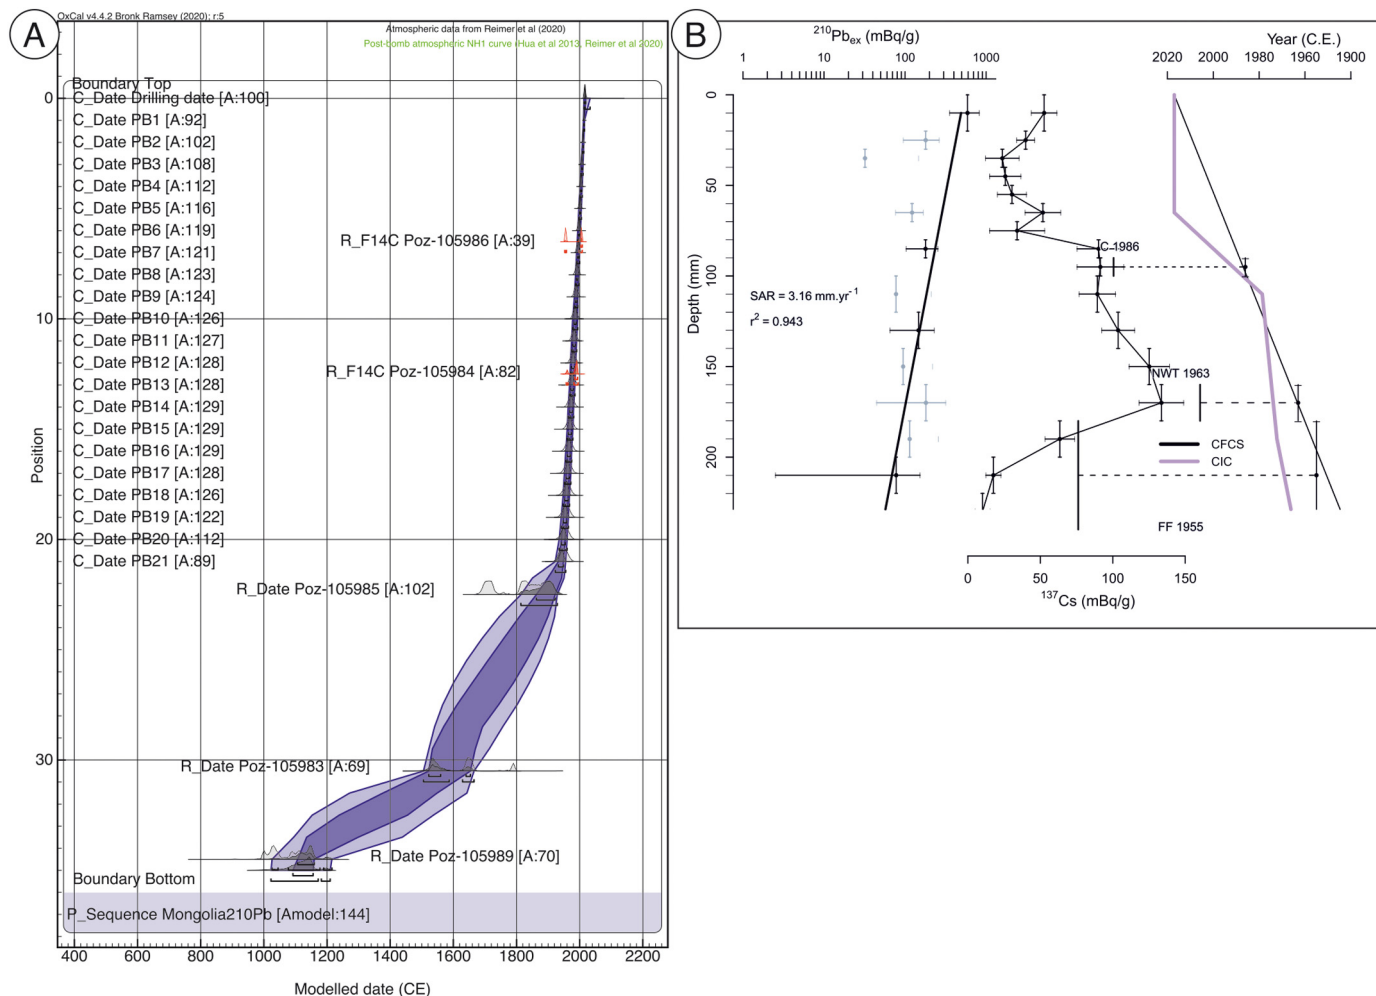 A
OxCal v4.4.2 Bronk Ramsey (2020); r:5
Atmospheric data from Reimer et al (2020)
Post-bomb atmospheric NH1 curve (Hua et al 2013, Reimer et al 2020)
Boundary Top
C_Date Drilling date [A:100]
C_Date PB1 [A:92]
C_Date PB2 [A:102]
C_Date PB3 [A:108]
C_Date PB4 [A:112]
C_Date PB5 [A:116]
C_Date PB6 [A:119]
R_F14C Poz-105986 [A:39]
C_Date PB7 [A:121]
C_Date PB8 [A:123]
C_Date PB9 [A:124]
C_Date PB10 [A:126]
C_Date PB11 [A:127]
C_Date PB12 [A:128]
R_F14C Poz-105984 [A:82]
C_Date PB13 [A:128]
C_Date PB14 [A:129]
C_Date PB15 [A:129]
C_Date PB16 [A:129]
C_Date PB17 [A:128]
C_Date PB18 [A:126]
C_Date PB19 [A:122]
C_Date PB20 [A:112]
C_Date PB21 [A:89]
R_Date Poz-105985 [A:102]
R_Date Poz-105983 [A:69]
R_Date Poz-105989 [A:70]
Boundary Bottom
P_Sequence Mongolia210Pb [Amodel:144]
0
10
20
30
Position
400 600 800 1000 1200 1400 1600 1800 2000 2200
Modelled date (CE)
B
²¹⁰Pbex (mBq/g)
1 10 100 1000
Year (C.E.)
2020 2000 1980 1960 1900
0
50
100
150
200
Depth (mm)
SAR = 3.16 mm.yr⁻¹
r² = 0.943
C 1986
NWT 1963
CFCS
CIC
FF 1955
0 50 100 150
¹³⁷Cs (mBq/g)